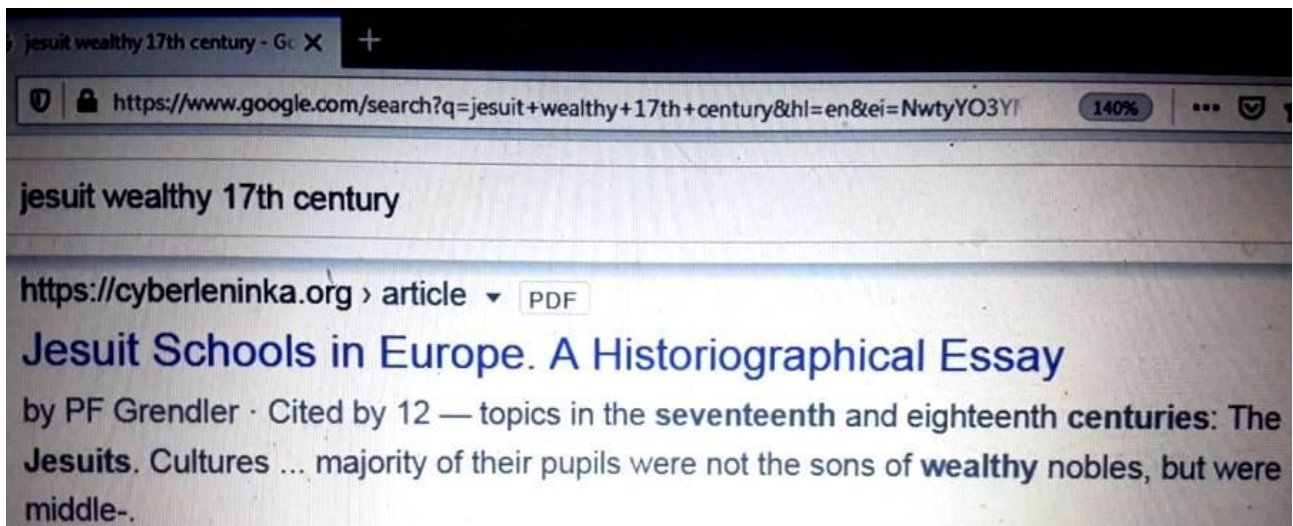 jesuit wealthy 17th century - Go
https://www.google.com/search?q=jesuit+wealthy+17th+century&hl=en&ei=NwtyYO3YI
140%
jesuit wealthy 17th century
https://cyberleninka.org › article PDF
Jesuit Schools in Europe. A Historiographical Essay
by PF Grendler · Cited by 12 — topics in the seventeenth and eighteenth centuries: The
Jesuits. Cultures ... majority of their pupils were not the sons of wealthy nobles, but were
middle-.